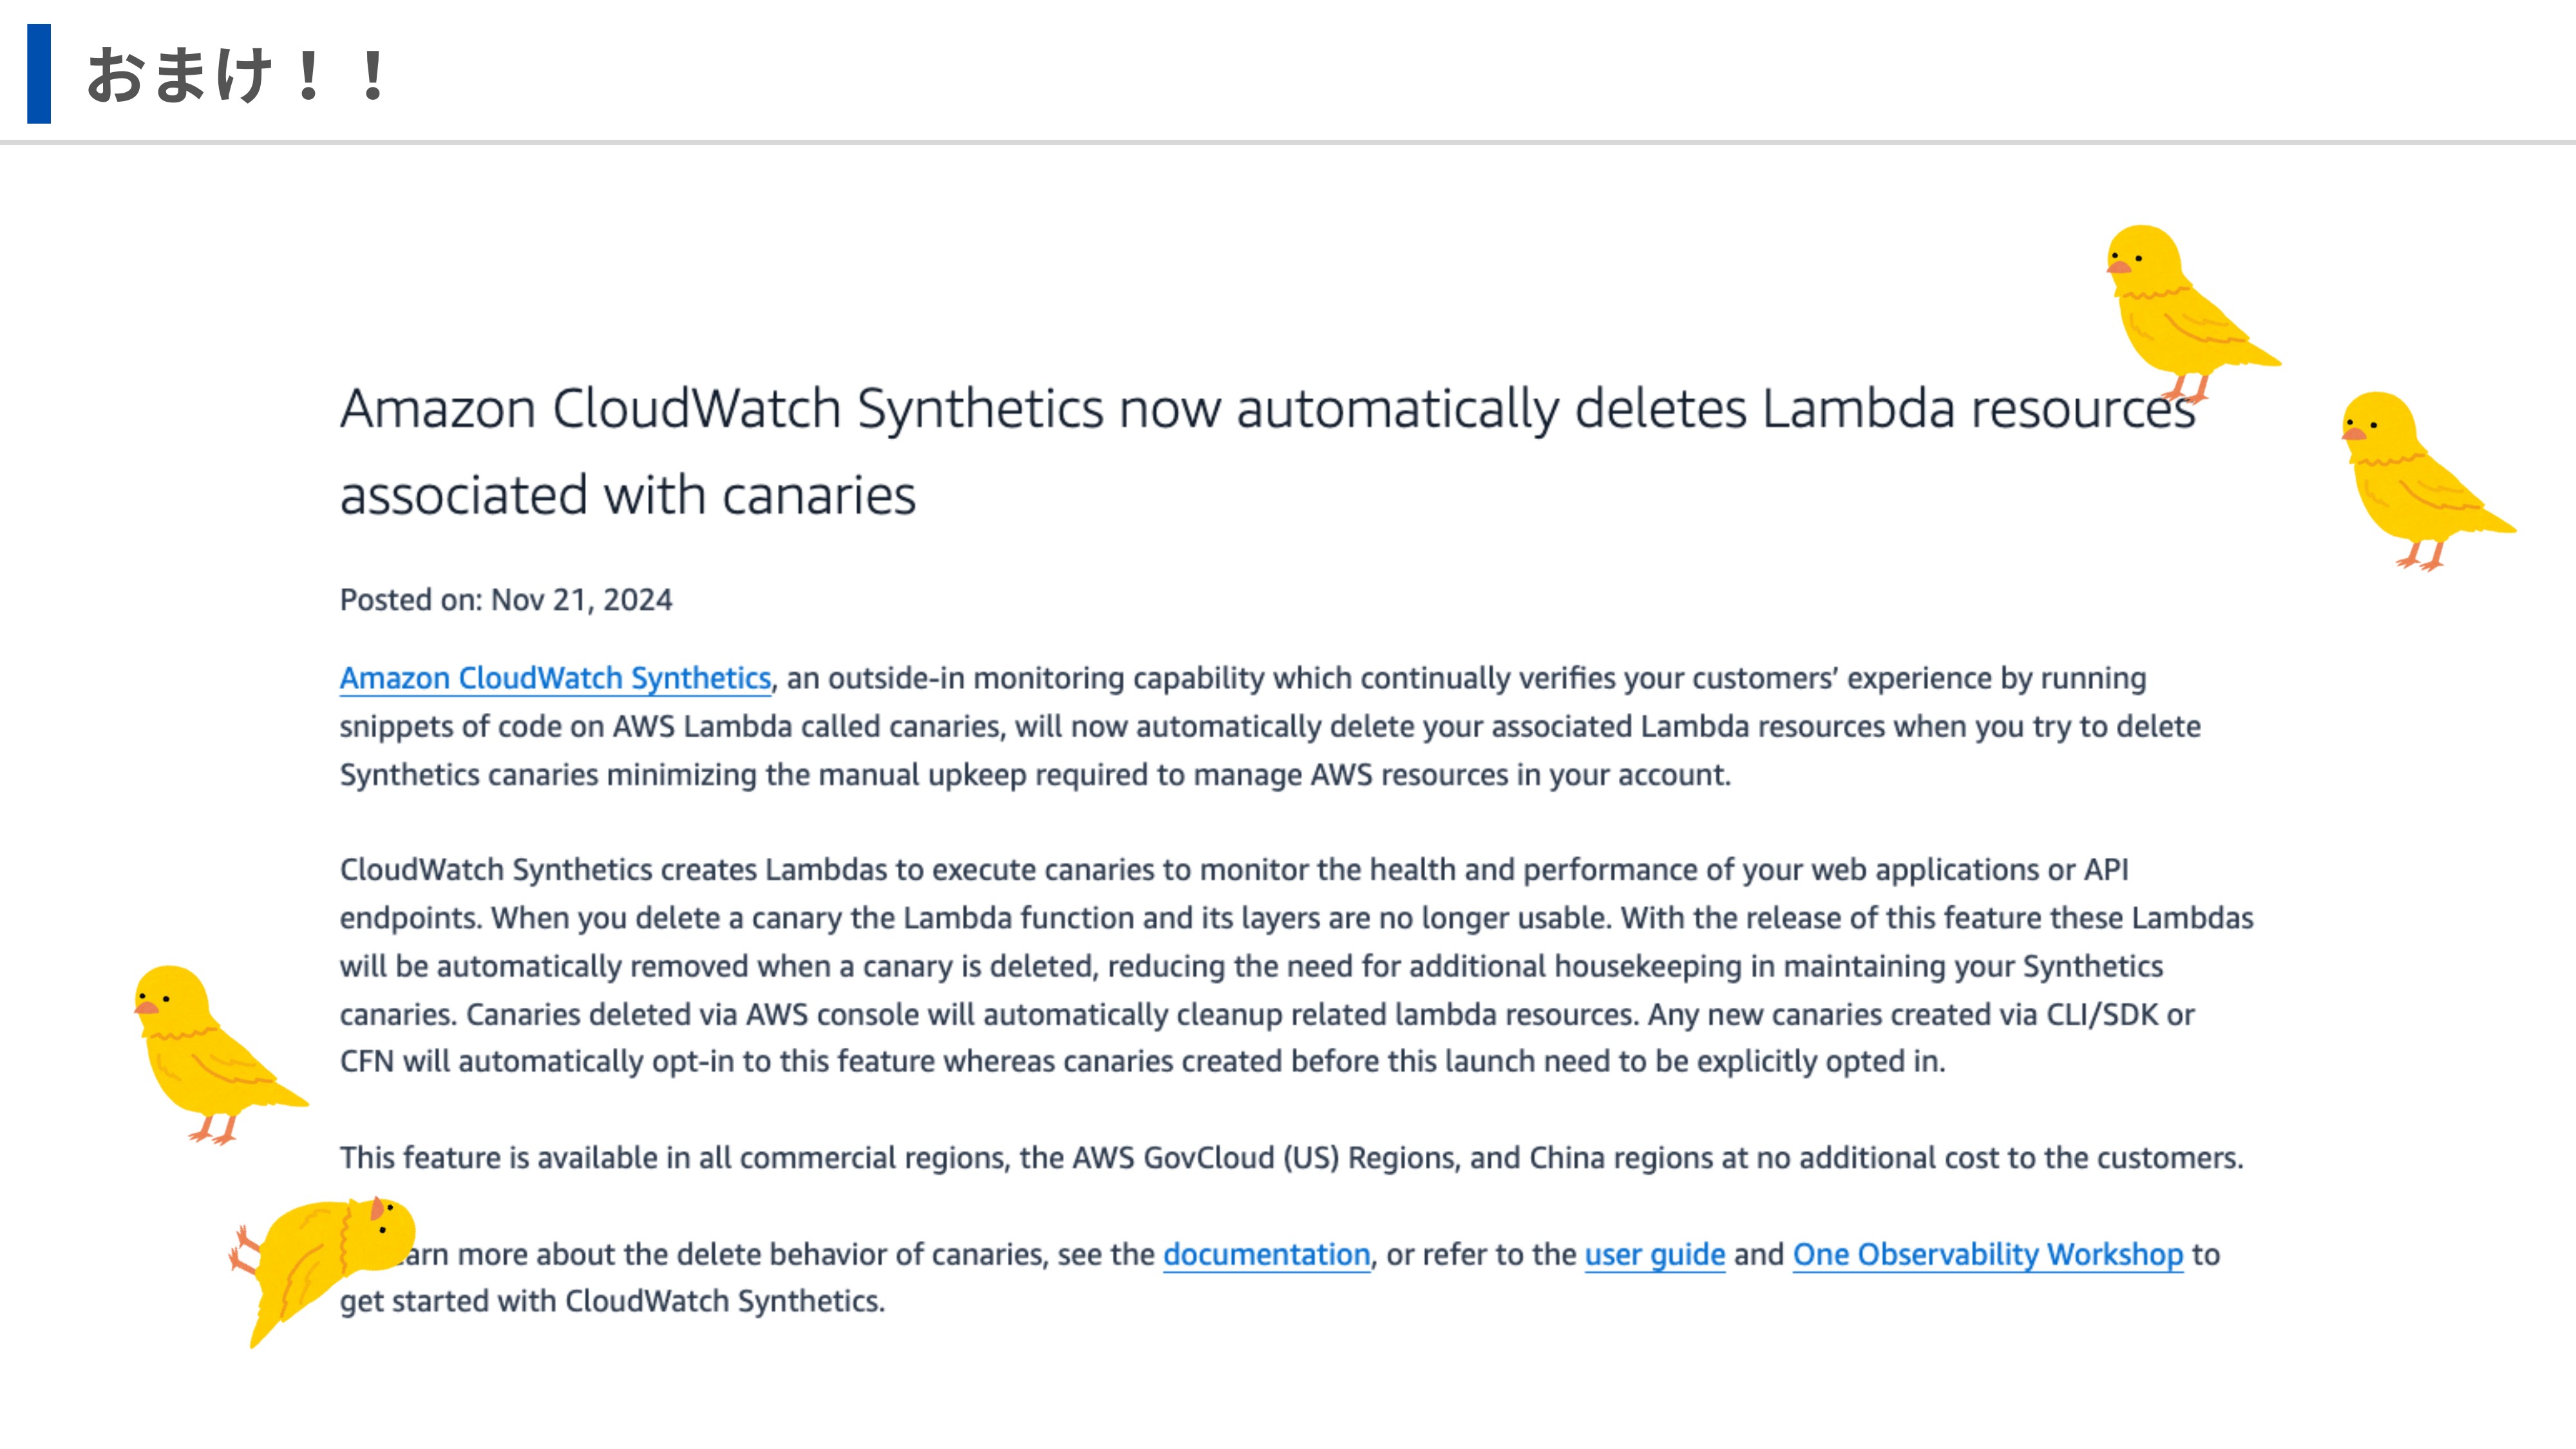 おまけ！！
Amazon CloudWatch Synthetics now automatically deletes Lambda resources
associated with canaries
Posted on: Nov 21, 2024
Amazon CloudWatch Synthetics, an outside-in monitoring capability which continually verifies your customers’ experience by running
snippets of code on AWS Lambda called canaries, will now automatically delete your associated Lambda resources when you try to delete
Synthetics canaries minimizing the manual upkeep required to manage AWS resources in your account.
CloudWatch Synthetics creates Lambdas to execute canaries to monitor the health and performance of your web applications or API
endpoints. When you delete a canary the Lambda function and its layers are no longer usable. With the release of this feature these Lambdas
will be automatically removed when a canary is deleted, reducing the need for additional housekeeping in maintaining your Synthetics
canaries. Canaries deleted via AWS console will automatically cleanup related lambda resources. Any new canaries created via CLI/SDK or
CFN will automatically opt-in to this feature whereas canaries created before this launch need to be explicitly opted in.
This feature is available in all commercial regions, the AWS GovCloud (US) Regions, and China regions at no additional cost to the customers.
more about the delete behavior of canaries, see the documentation, or refer to the user guide and One Observability Workshop to
get started with CloudWatch Synthetics.